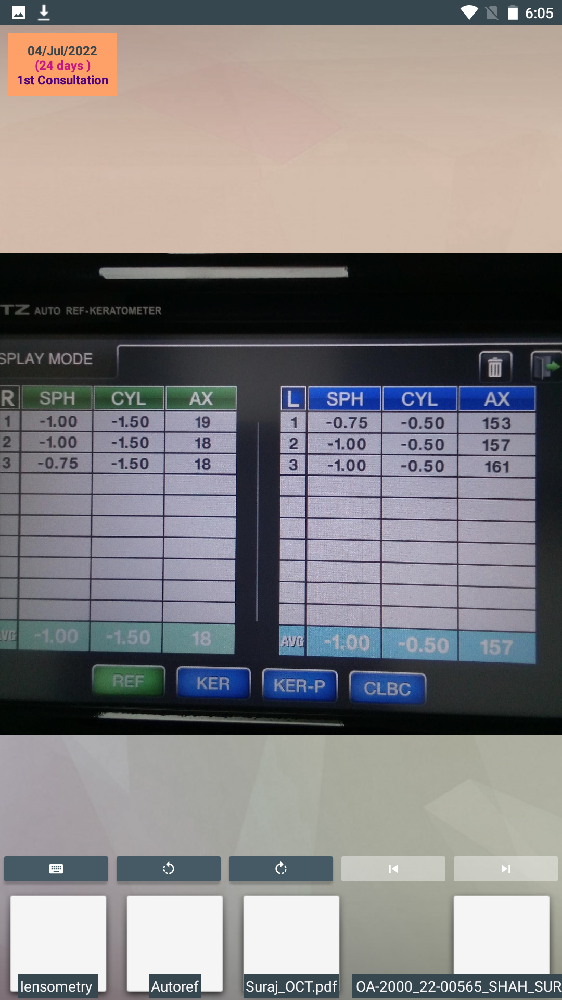 6:05
04/Jul/2022
(24 days )
1st Consultation
TZ AUTO REF-KERATOMETER
SPLAY MODE
R SPH CYL AX L SPH CYL AX
1 -1.00 -1.50 19 1 -0.75 -0.50 153
2 -1.00 -1.50 18 2 -1.00 -0.50 157
3 -0.75 -1.50 18 3 -1.00 -0.50 161
AVG -1.00 -1.50 18 AVG -1.00 -0.50 157
REF KER KER-P CLBC
lensometry Autoref Suraj_OCT.pdf OA-2000_22-00565_SHAH_SUR